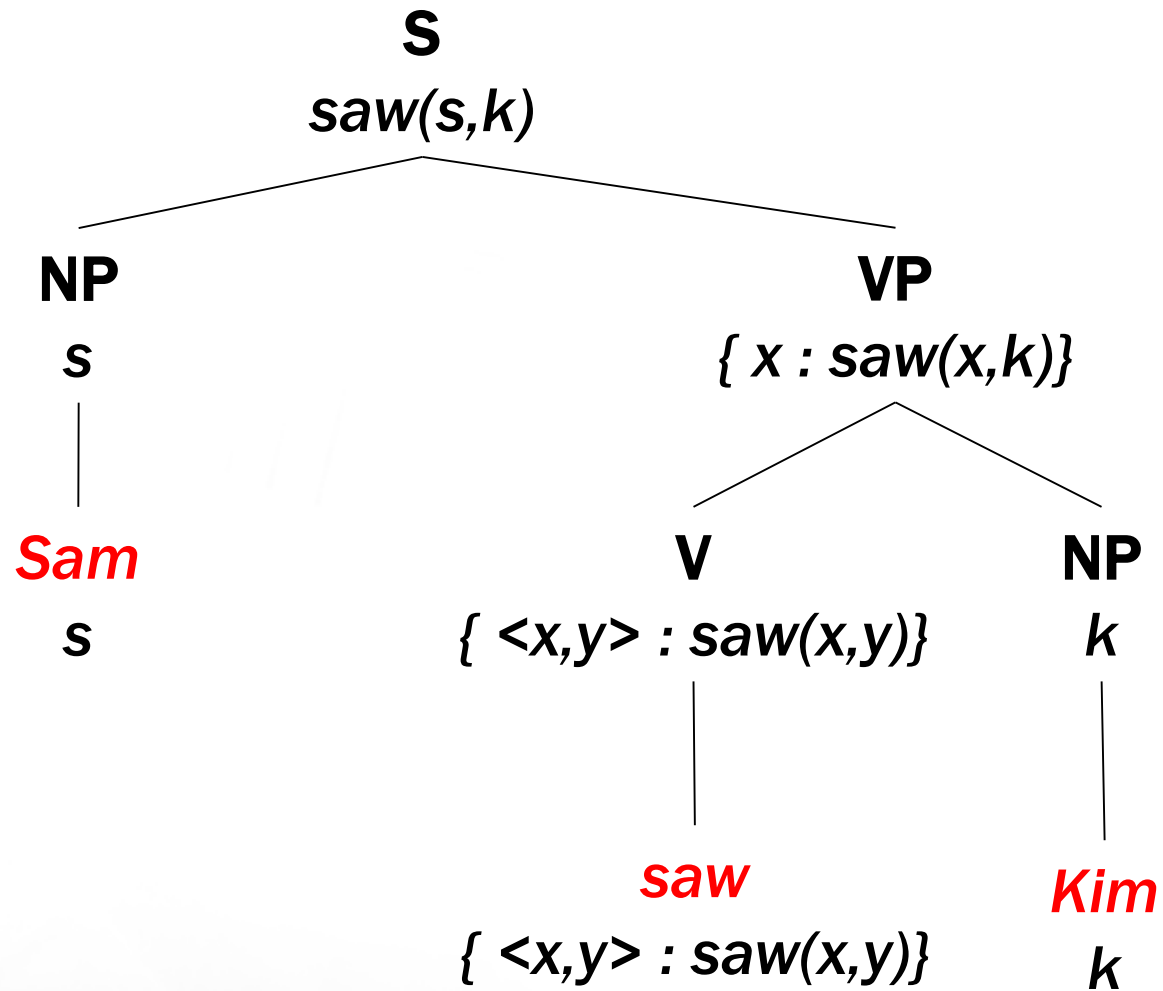 S
saw(s,k)
NP VP
s { x : saw(x,k)}
Sam V NP
s { <x,y> : saw(x,y)} k
saw Kim
{ <x,y> : saw(x,y)} k